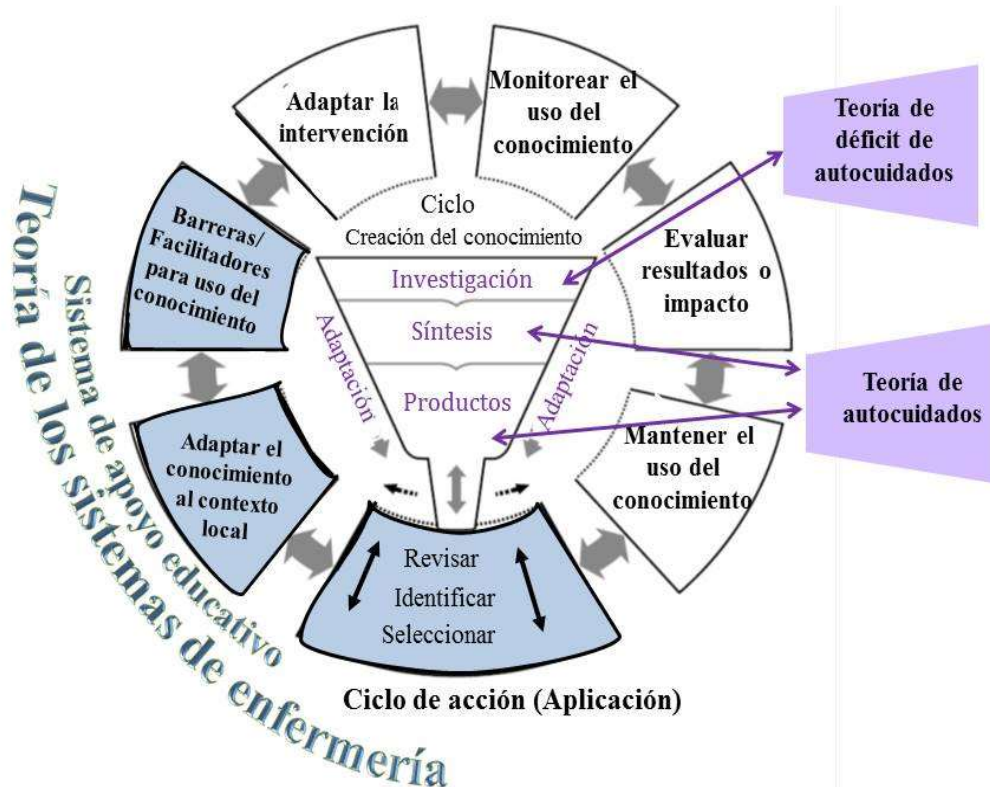 Adaptar la
intervención
Monitorear el
uso del
conocimiento
Teoría de
déficit de
autocuidados
Barreras/
Facilitadores
para uso del
conocimiento
Ciclo
Creación del conocimiento
Evaluar
resultados o
impacto
Investigación
Síntesis
Productos
Adaptación
Adaptación
Teoría de
autocuidados
Adaptar el
conocimiento
al contexto
local
Mantener el
uso del
conocimiento
Revisar
Identificar
Seleccionar
Ciclo de acción (Aplicación)
Sistema de apoyo educativo
Teoría de los sistemas de enfermería